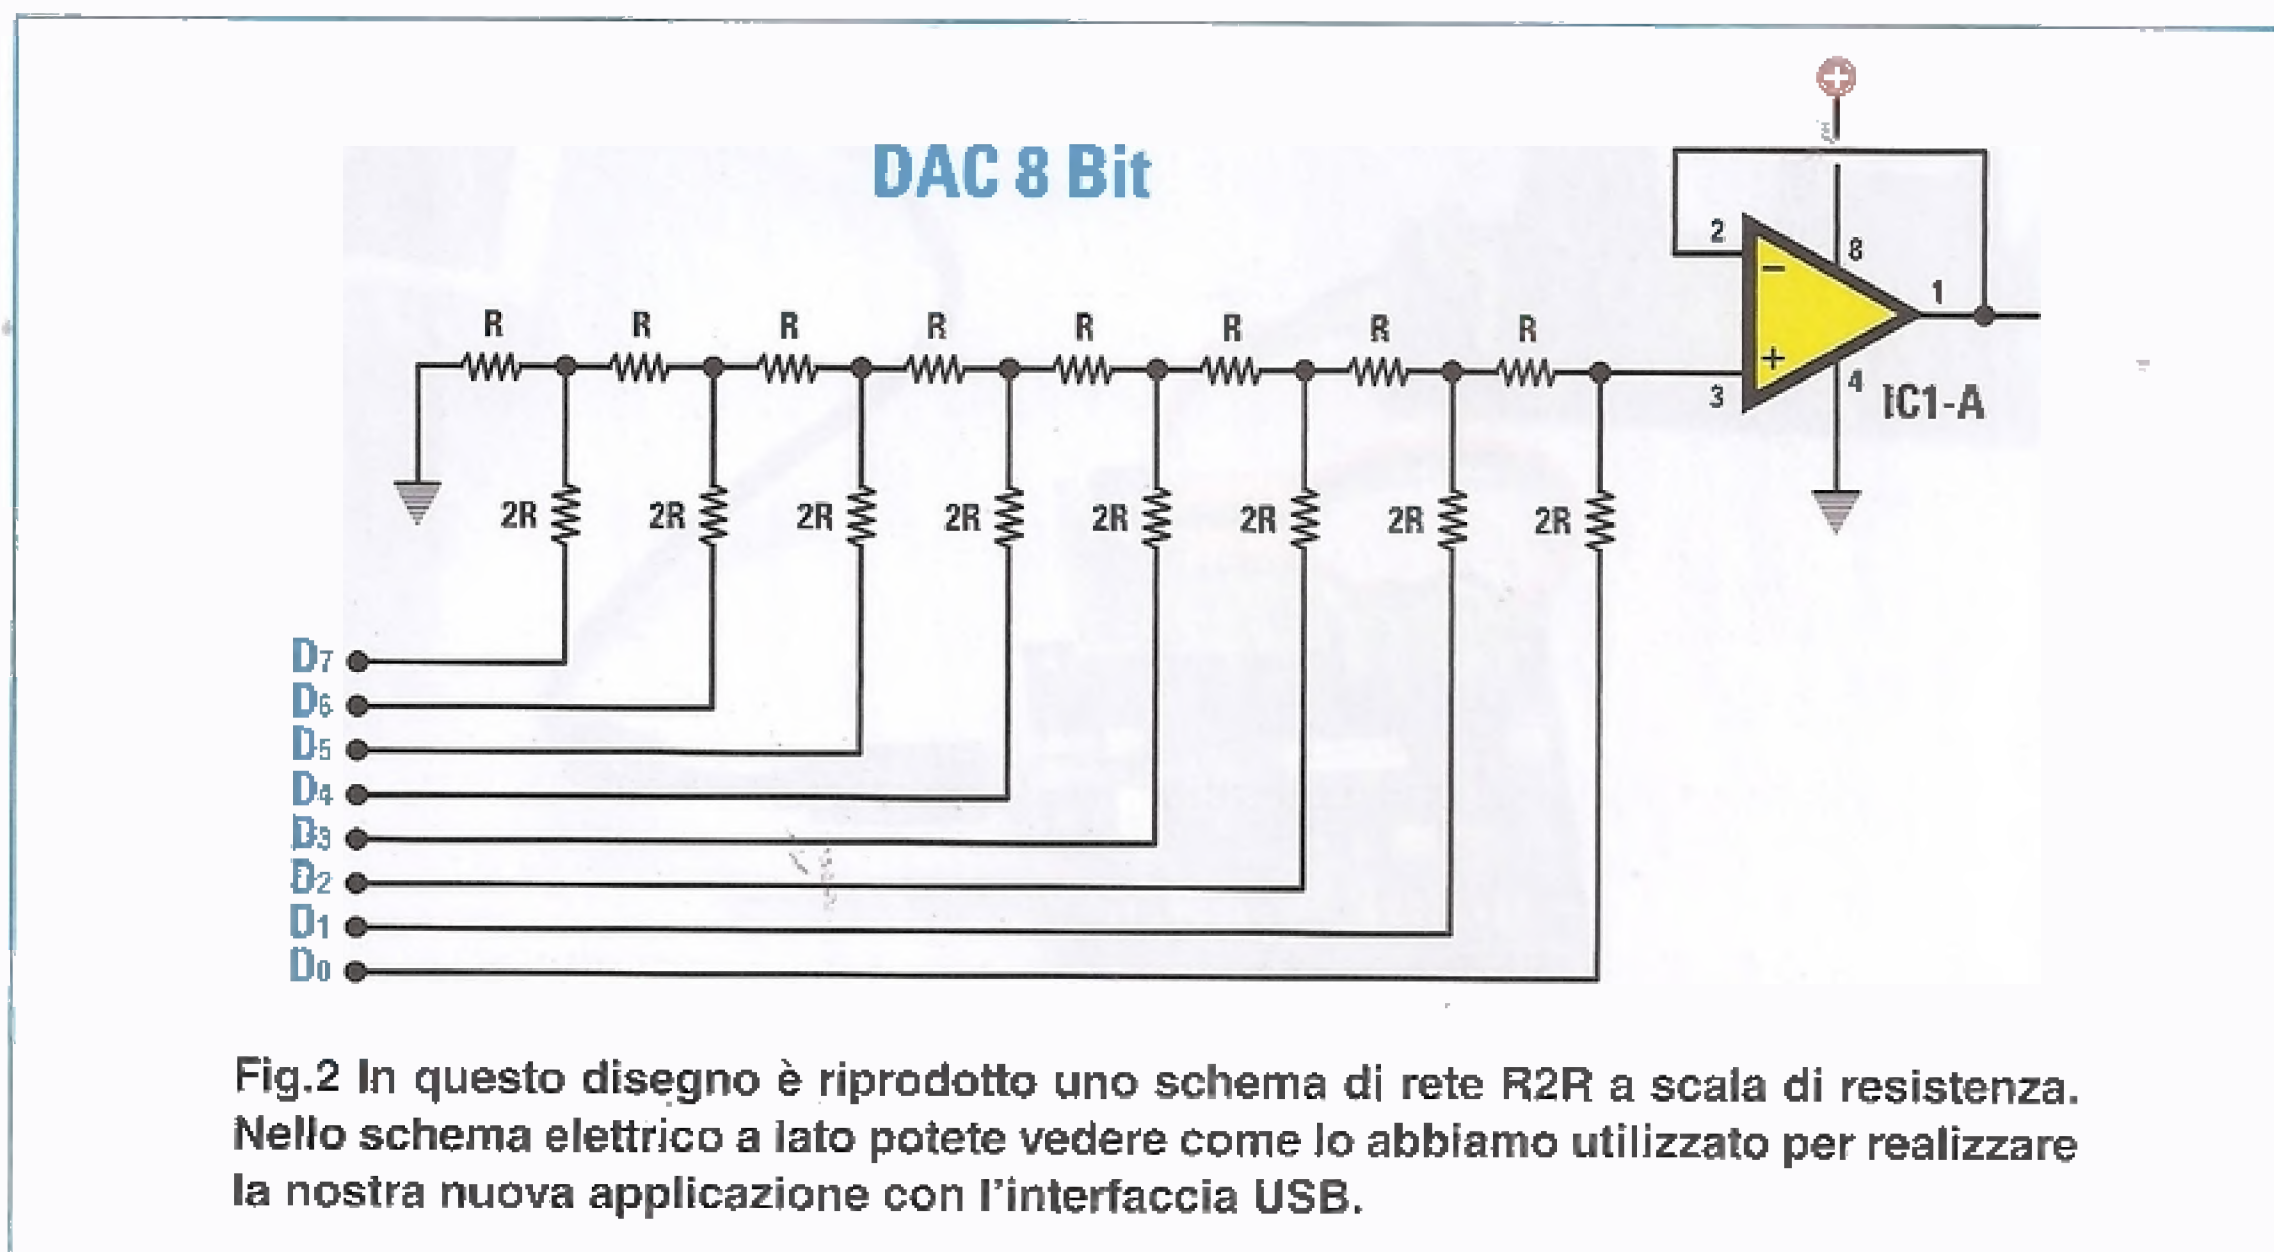 DAC 8 Bit
2
8
1
R R R R R R R R
3
4
IC1-A
2R 2R 2R 2R 2R 2R 2R 2R
D7
D6
D5
D4
D3
D2
D1
D0
Fig.2 In questo disegno è riprodotto uno schema di rete R2R a scala di resistenza.
Nello schema elettrico a lato potete vedere come lo abbiamo utilizzato per realizzare
la nostra nuova applicazione con l'interfaccia USB.